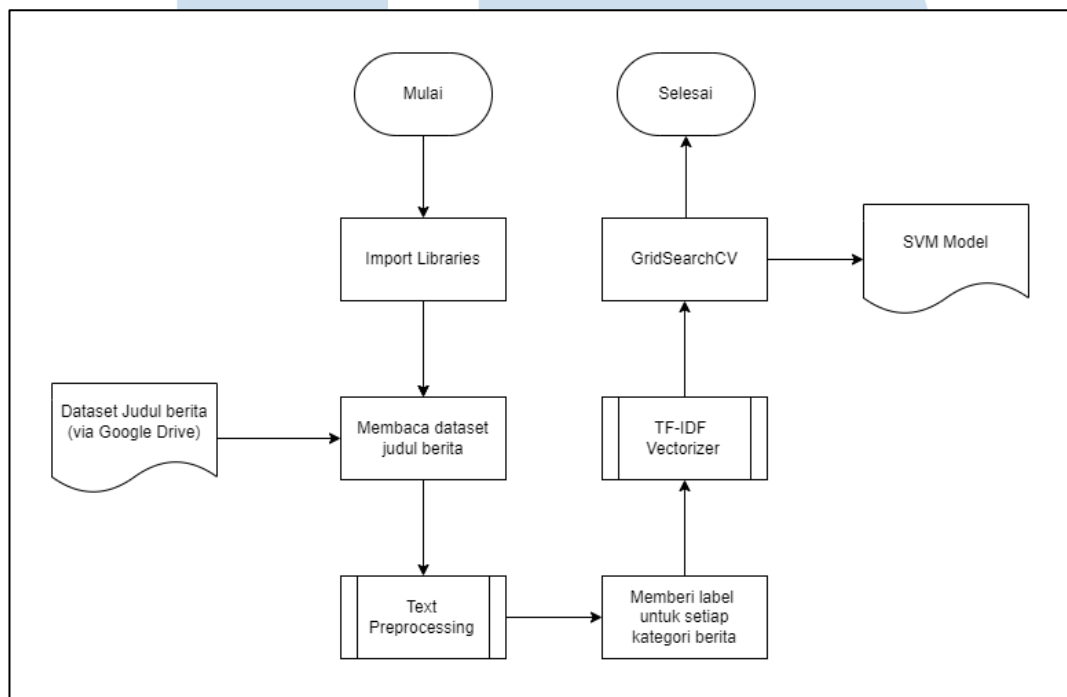 Mulai
Import Libraries
Dataset Judul berita
(via Google Drive)
Membaca dataset
judul berita
Text
Preprocessing
Memberi label
untuk setiap
kategori berita
TF-IDF
Vectorizer
GridSearchCV
SVM Model
Selesai